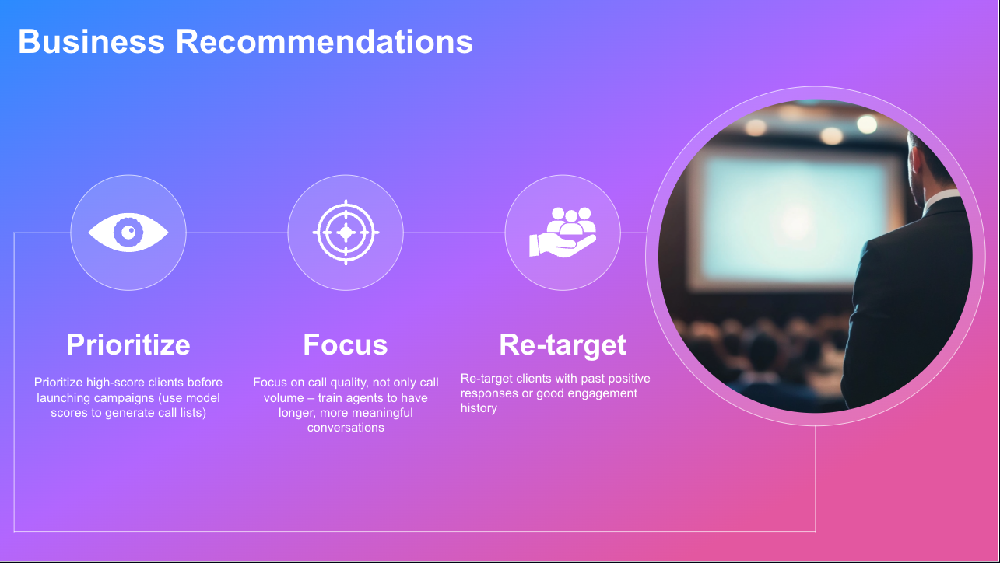 Business Recommendations
Prioritize
Prioritize high-score clients before
launching campaigns (use model
scores to generate call lists)
Focus
Focus on call quality, not only call
volume – train agents to have
longer, more meaningful
conversations
Re-target
Re-target clients with past positive
responses or good engagement
history